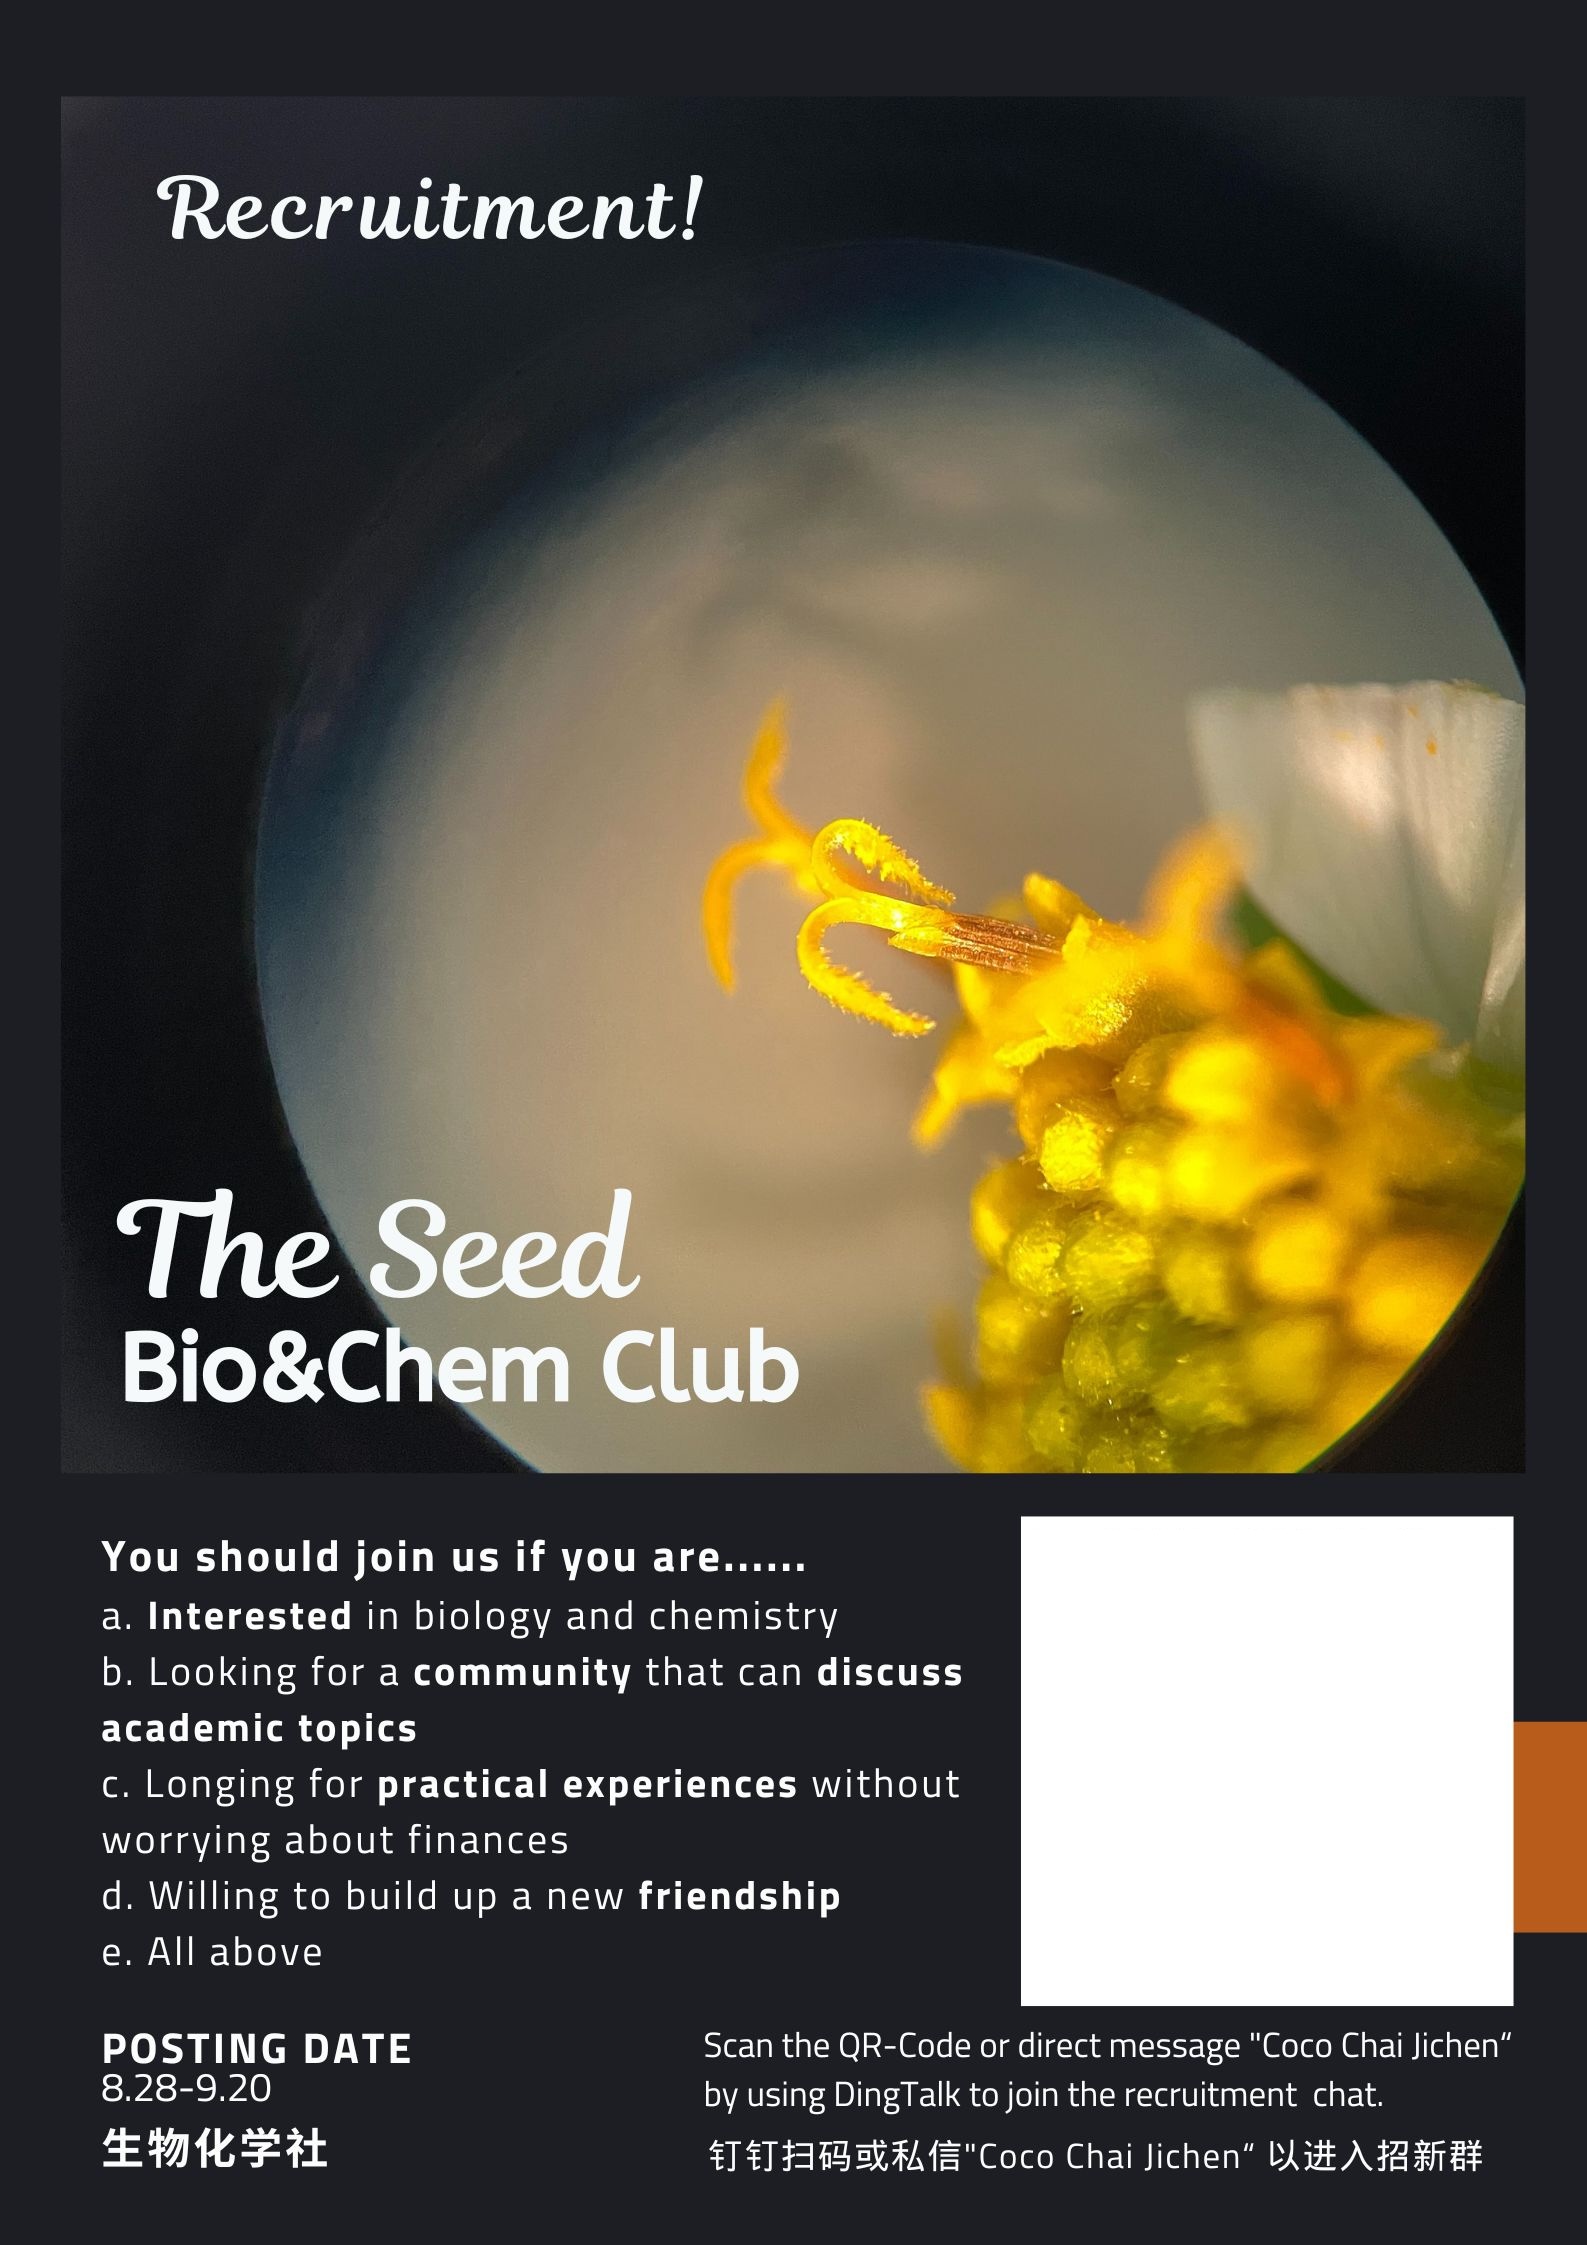 Recruitment!
The Seed
Bio&Chem Club
You should join us if you are......
a. Interested in biology and chemistry
b. Looking for a community that can discuss
academic topics
c. Longing for practical experiences without
worrying about finances
d. Willing to build up a new friendship
e. All above
POSTING DATE
8.28-9.20
生物化学社
Scan the QR-Code or direct message "Coco Chai Jichen“
by using DingTalk to join the recruitment  chat.
钉钉扫码或私信"Coco Chai Jichen“ 以进入招新群